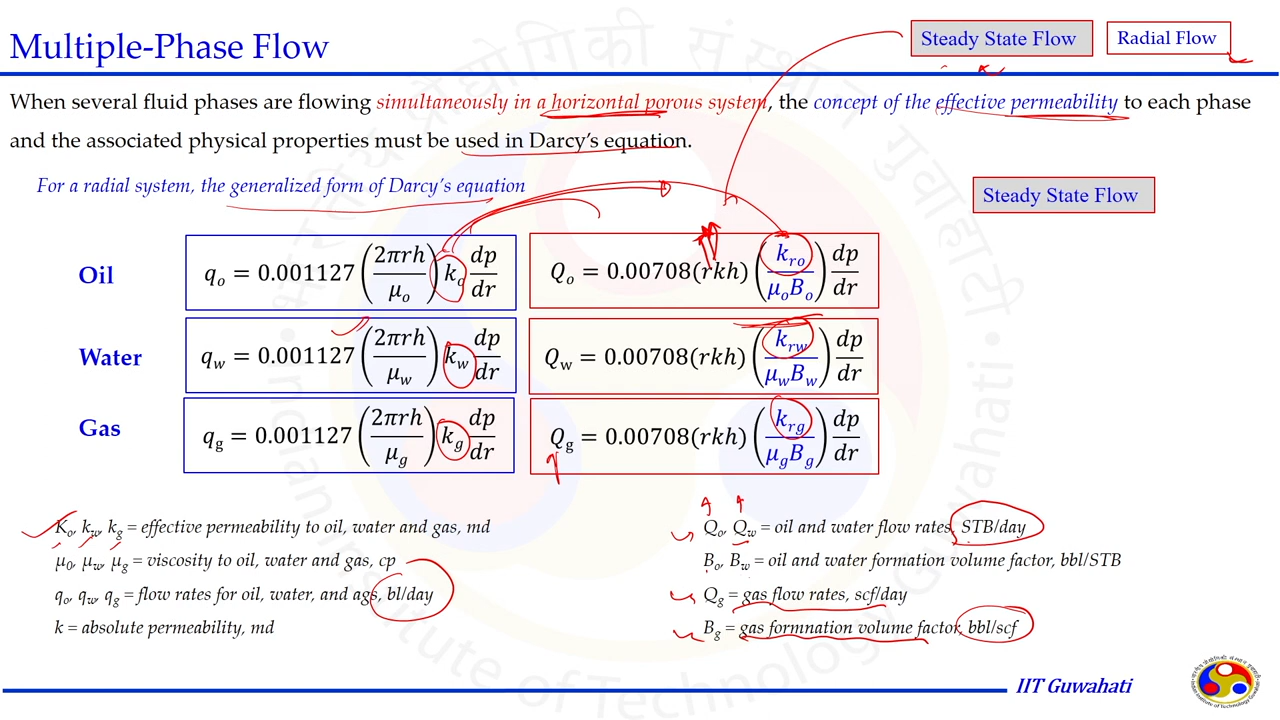 Multiple-Phase Flow
Steady State Flow
Radial Flow
When several fluid phases are flowing simultaneously in a horizontal porous system, the concept of the effective permeability to each phase
and the associated physical properties must be used in Darcy's equation.
For a radial system, the generalized form of Darcy's equation
Steady State Flow
Oil
q_o = 0.001127 (2πrh/μ_o) k_o dp/dr
Q_o = 0.00708(rkh) (k_ro/μ_oB_o) dp/dr
Water
q_w = 0.001127 (2πrh/μ_w) k_w dp/dr
Q_w = 0.00708(rkh) (k_rw/μ_wB_w) dp/dr
Gas
q_g = 0.001127 (2πrh/μ_g) k_g dp/dr
Q_g = 0.00708(rkh) (k_rg/μ_gB_g) dp/dr
K_o, k_w, k_g = effective permeability to oil, water and gas, md
μ_0, μ_w, μ_g = viscosity to oil, water and gas, cp
q_o, q_w, q_g = flow rates for oil, water, and ags, bl/day
k = absolute permeability, md
Q_o, Q_w = oil and water flow rates, STB/day
B_o, B_w = oil and water formation volume factor, bbl/STB
Q_g = gas flow rates, scf/day
B_g = gas formnation volume factor, bbl/scf
IIT Guwahati
Indian Institute of Technology Guwahati